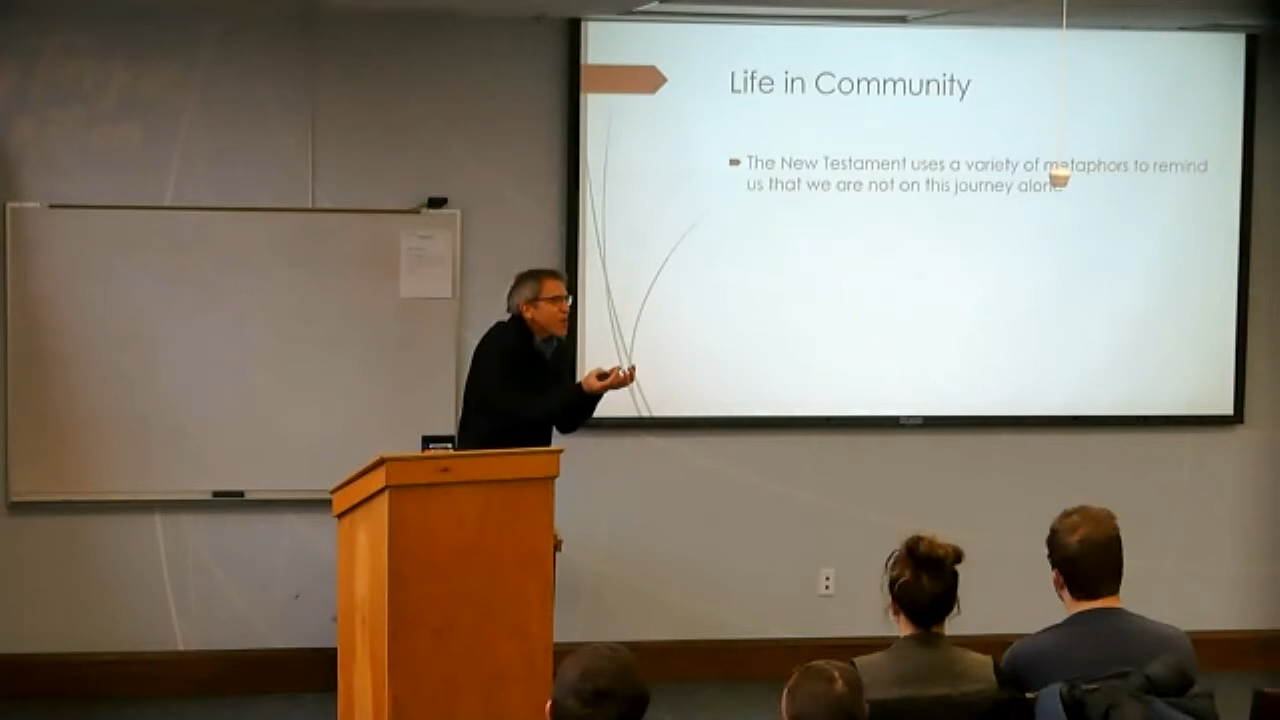 Life in Community
The New Testament uses a variety of metaphors to remind
us that we are not on this journey alone